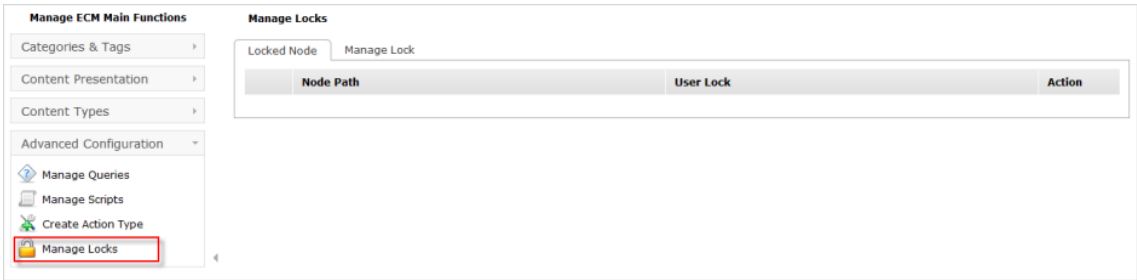 Manage ECM Main Functions
Categories & Tags
Content Presentation
Content Types
Advanced Configuration
Manage Queries
Manage Scripts
Create Action Type
Manage Locks
Manage Locks
Locked Node Manage Lock
Node Path User Lock Action